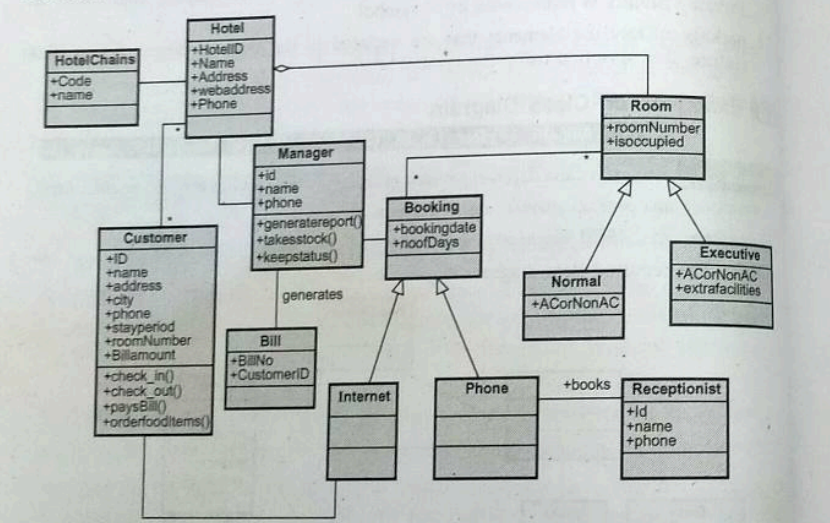 Hotel
+HotelID
+Name
+Address
+webaddress
+Phone
HotelChains
+Code
+name
*
Room
+roomNumber
+isoccupied
*
Manager
+id
+name
+phone
+generatereport()
+takesstock()
+keepstatus()
*
*
Booking
+bookingdate
+noofDays
*
Customer
+ID
+name
+address
+city
+phone
+stayperiod
+roomNumber
+Billamount
+check_in()
+check_out()
+paysBill()
+orderfoodItems()
Normal
+ACorNonAC
Executive
+ACorNonAC
+extrafacilities
generates
Bill
+BillNo
+CustomerID
Internet
Phone
+books
Receptionist
+Id
+name
+phone